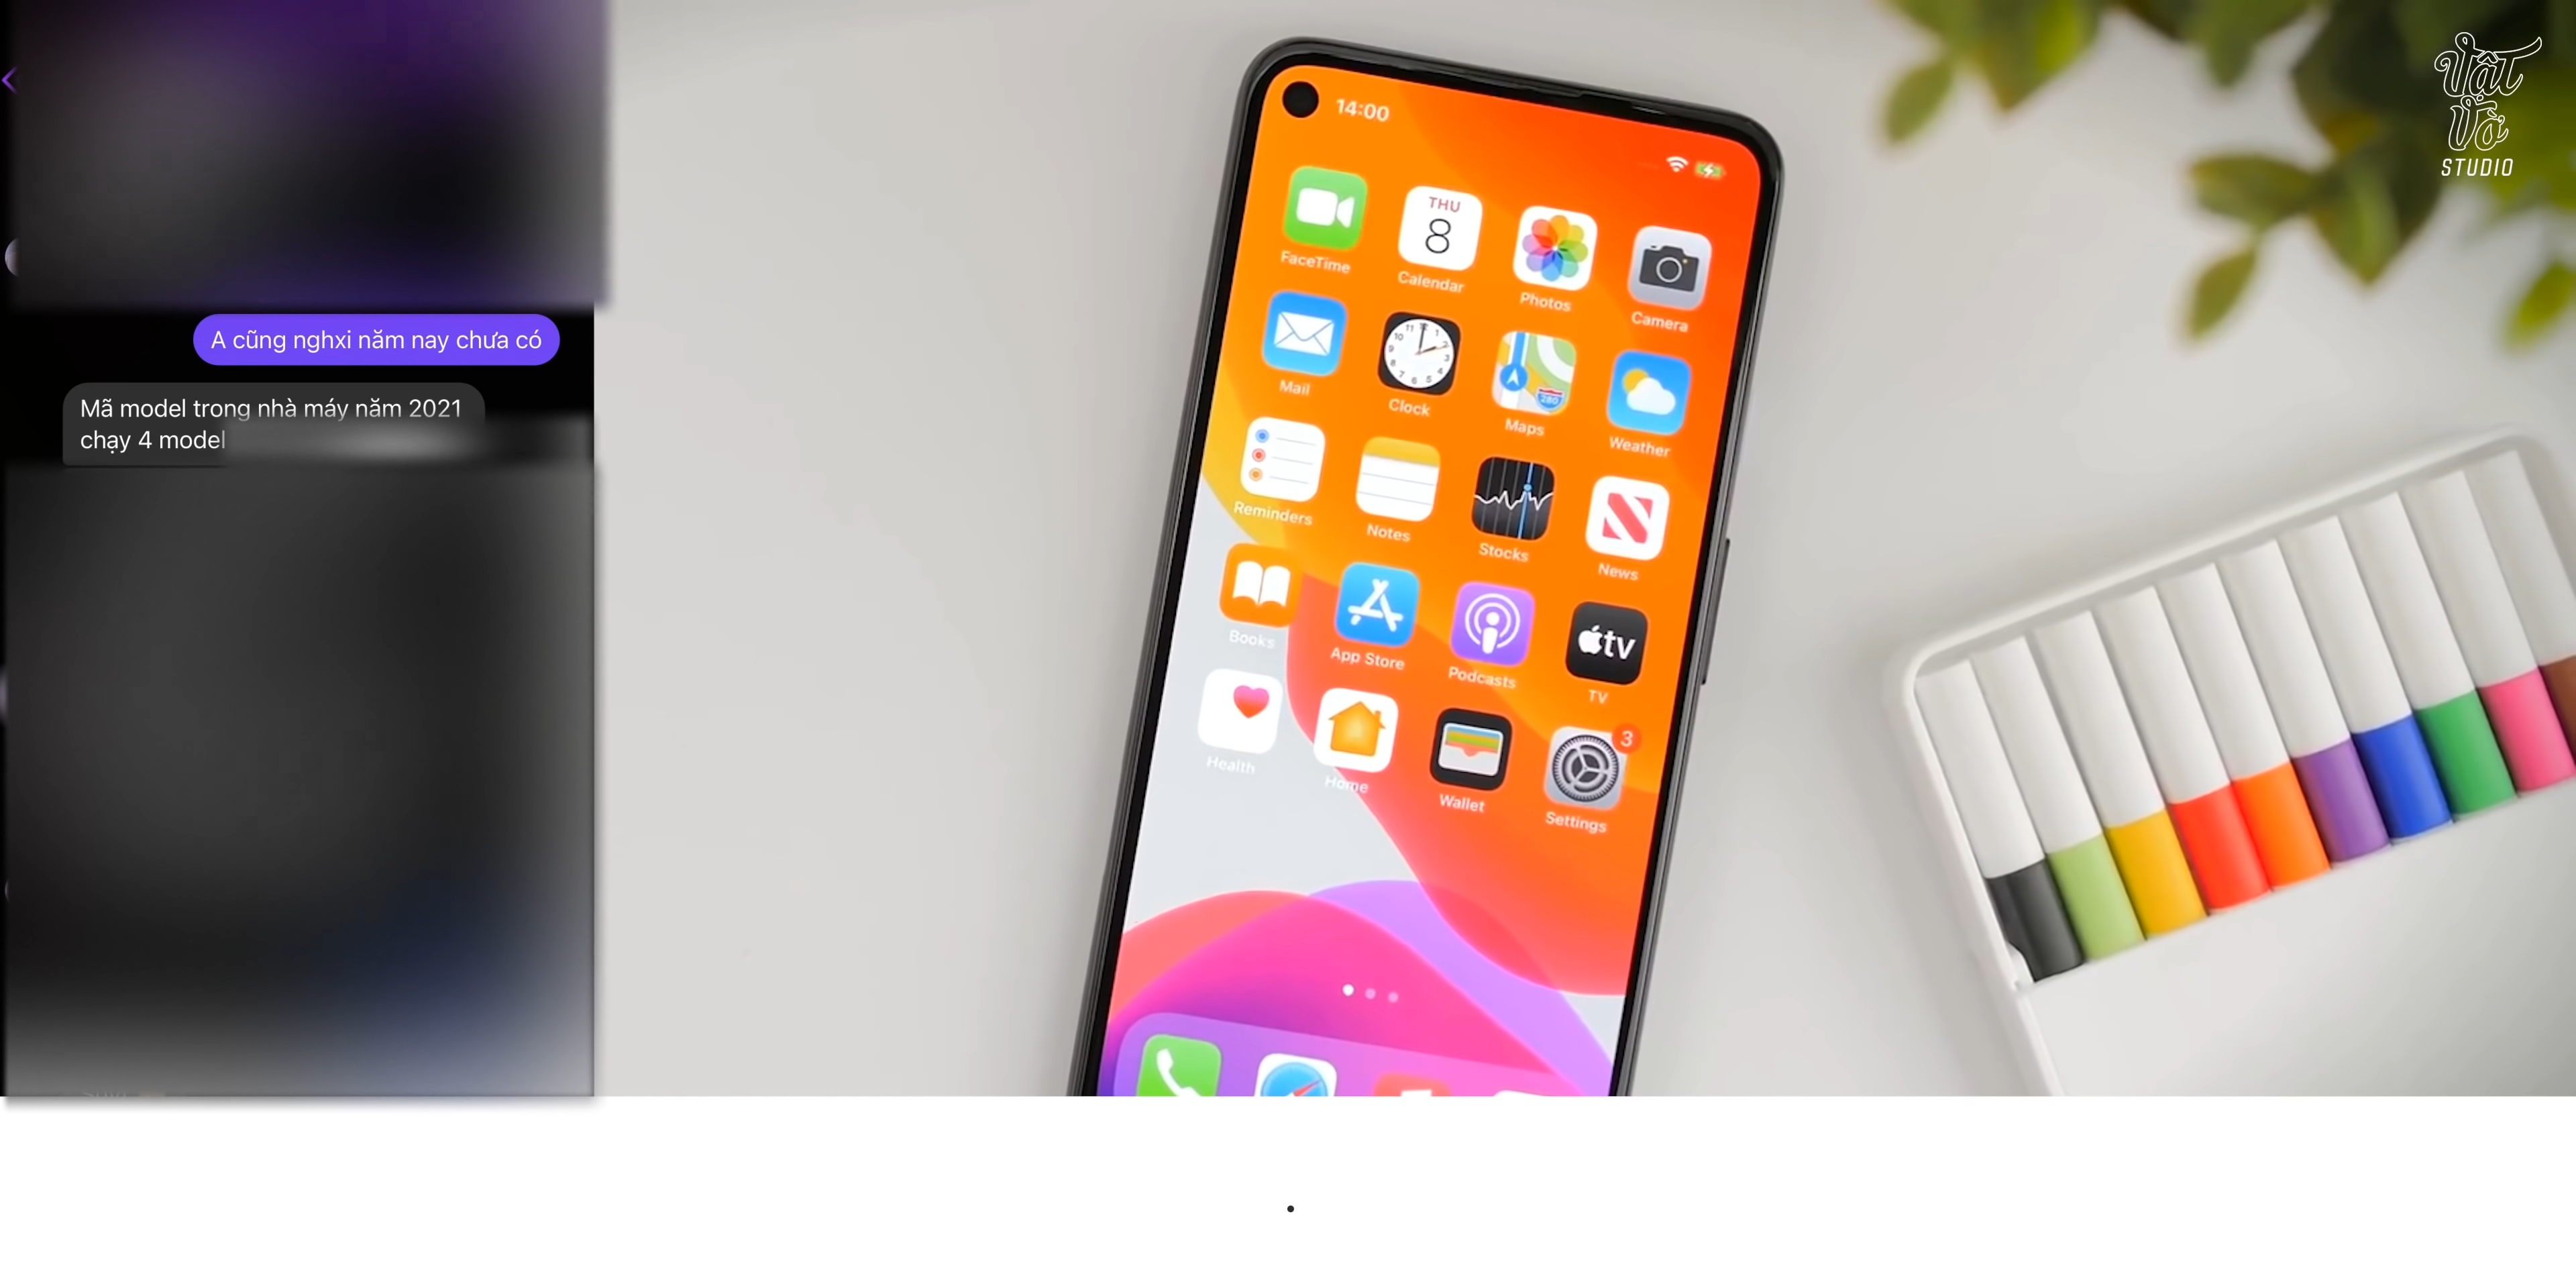 A cũng nghxi năm nay chưa có
Mã model trong nhà máy năm 2021
chạy 4 model
14:00
FaceTime
THU
8
Calendar
Photos
Camera
Mail
Clock
280
Maps
Weather
Reminders
Notes
Stocks
News
Books
App Store
Podcasts
tv
TV
Health
Home
Wallet
3
Settings
Vật
Vờ
STUDIO